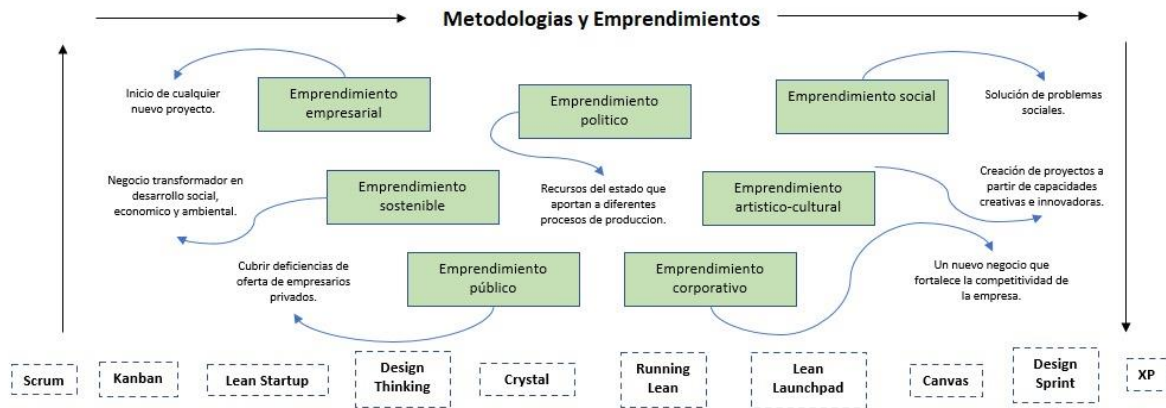 Metodologias y Emprendimientos
Inicio de cualquier
nuevo proyecto.
Emprendimiento
empresarial
Emprendimiento
politico
Emprendimiento social
Solución de problemas
sociales.
Negocio transformador en
desarrollo social,
economico y ambiental.
Emprendimiento
sostenible
Recursos del estado que
aportan a diferentes
procesos de produccion.
Emprendimiento
artistico-cultural
Creación de proyectos a
partir de capacidades
creativas e innovadoras.
Cubrir deficiencias de
oferta de empresarios
privados.
Emprendimiento
público
Emprendimiento
corporativo
Un nuevo negocio que
fortalece la competitividad de
la empresa.
Scrum
Kanban
Lean Startup
Design
Thinking
Crystal
Running
Lean
Lean
Launchpad
Canvas
Design
Sprint
XP